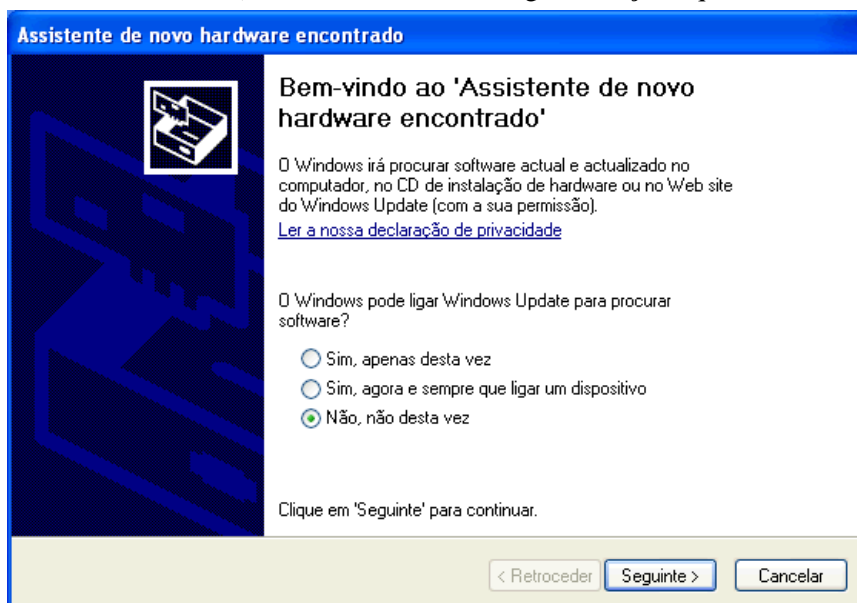 Assistente de novo hardware encontrado
Bem-vindo ao 'Assistente de novo
hardware encontrado'
O Windows irá procurar software actual e actualizado no
computador, no CD de instalação de hardware ou no Web site
do Windows Update (com a sua permissão).
Ler a nossa declaração de privacidade
O Windows pode ligar Windows Update para procurar
software?
Sim, apenas desta vez
Sim, agora e sempre que ligar um dispositivo
Não, não desta vez
Clique em 'Seguinte' para continuar.
< Retroceder
Seguinte >
Cancelar